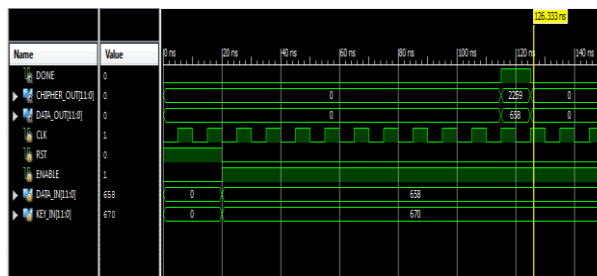 126.333 ns
Name Value 0 ns 20 ns 40 ns 60 ns 80 ns 100 ns 120 ns 140 ns
DONE 0
CHIPHER_OUT[11:0] 0 0 2259 0
DATA_OUT[11:0] 0 0 658 0
CLK 1
RST 0
ENABLE 1
DATA_IN[11:0] 658 0 658
KEY_IN[11:0] 670 0 670